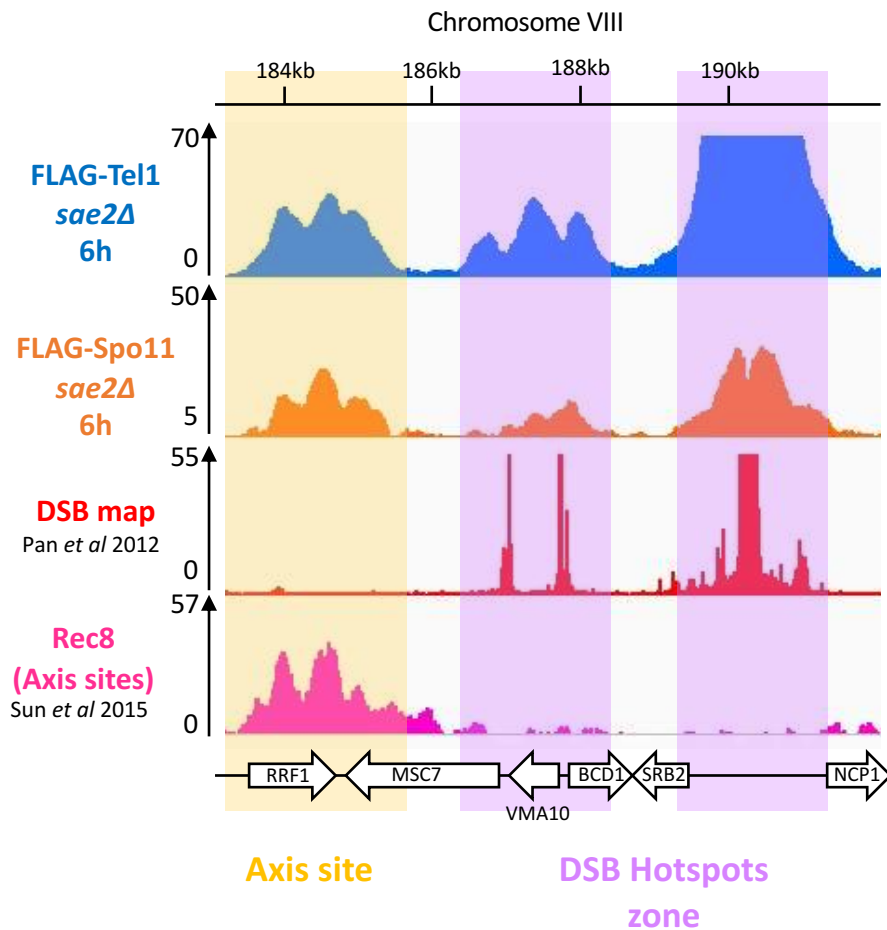 Chromosome VIII
184kb 186kb 188kb 190kb
70
FLAG-Tel1
sae2Δ
6h
0
50
FLAG-Spo11
sae2Δ
6h
5
55
DSB map
Pan et al 2012
0
57
Rec8
(Axis sites)
Sun et al 2015
0
RRF1 MSC7 BCD1 SRB2 NCP1
VMA10
Axis site
DSB Hotspots
zone